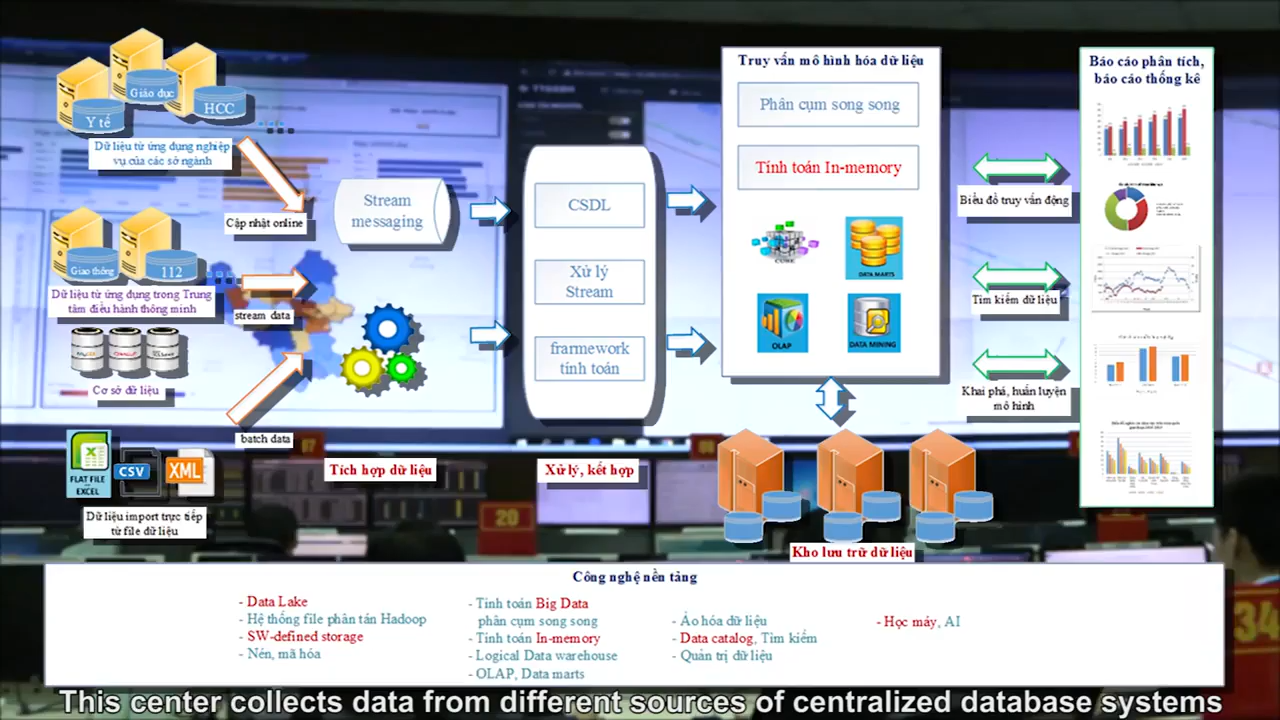 Giáo dục
Y tế
HCC
Dữ liệu từ ứng dụng nghiệp
vụ của các sở ngành
Cập nhật online
Giao thông
112
Dữ liệu từ ứng dụng trong Trung
tâm điều hành thông minh
stream data
Cơ sở dữ liệu
batch data
FLAT FILE
EXCEL
CSV
XML
Dữ liệu import trực tiếp
từ file dữ liệu
Stream
messaging
Tích hợp dữ liệu
CSDL
Xử lý
Stream
frarmework
tính toán
Xử lý, kết hợp
Truy vấn mô hình hóa dữ liệu
Phân cụm song song
Tính toán In-memory
CUBE
DATA MARTS
OLAP
DATA MINING
Kho lưu trữ dữ liệu
Biểu đồ truy vấn động
Tìm kiếm dữ liệu
Khai phá, huấn luyện
mô hình
Báo cáo phân tích,
báo cáo thống kê
20
34
Công nghệ nền tảng
- Data Lake
- Hệ thống file phân tán Hadoop
- SW-defined storage
- Nén, mã hóa
- Tính toán Big Data
phân cụm song song
- Tính toán In-memory
- Logical Data warehouse
- OLAP, Data marts
- Ảo hóa dữ liệu
- Data catalog, Tìm kiếm
- Quản trị dữ liệu
- Học máy, AI
This center collects data from different sources of centralized database systems